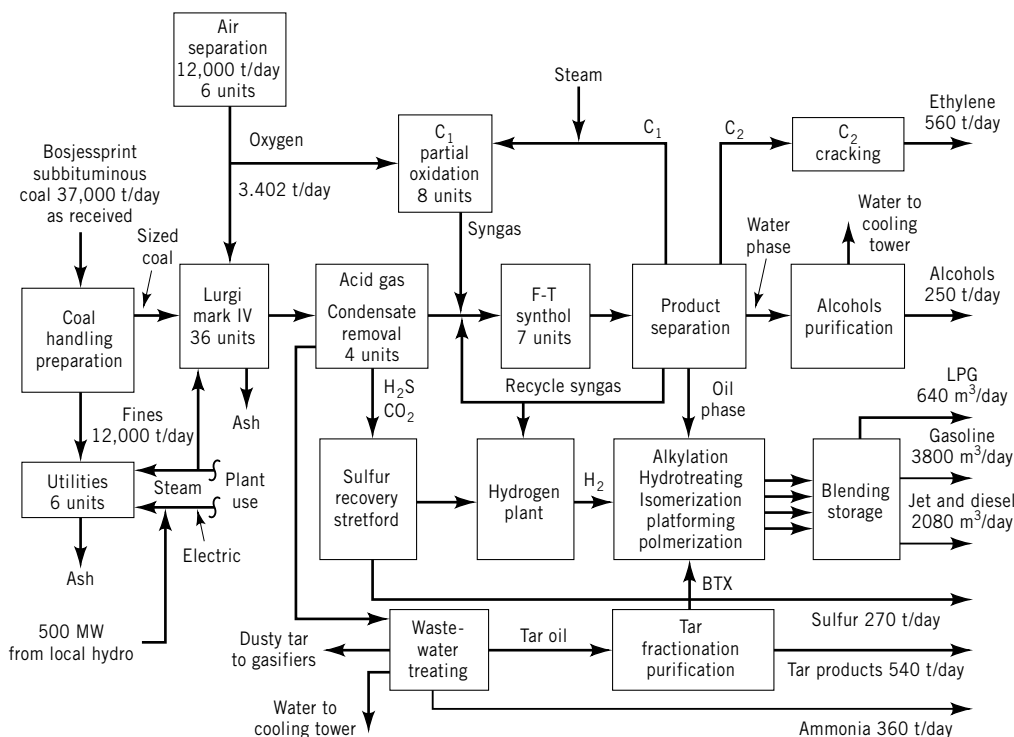 Air
separation
12,000 t/day
6 units
Steam
Ethylene
560 t/day
C1
C2
C1
partial
oxidation
8 units
C2
cracking
Oxygen
3.402 t/day
Bosjessprint
subbituminous
coal 37,000 t/day
as received
Sized
coal
Syngas
Water
phase
Water to
cooling
tower
Alcohols
250 t/day
Coal
handling
preparation
Lurgi
mark IV
36 units
Acid gas
Condensate
removal
4 units
F-T
synthol
7 units
Product
separation
Alcohols
purification
H2S
CO2
Recycle syngas
Oil
phase
LPG
640 m3/day
Gasoline
3800 m3/day
Jet and diesel
2080 m3/day
Ash
Fines
12,000 t/day
Utilities
6 units
Steam
Plant
use
Electric
Ash
500 MW
from local hydro
Sulfur
recovery
stretford
Hydrogen
plant
H2
Alkylation
Hydrotreating
Isomerization
platforming
polmerization
Blending
storage
BTX
Sulfur 270 t/day
Dusty tar
to gasifiers
Waste-
water
treating
Tar oil
Tar
fractionation
purification
Tar products 540 t/day
Water to
cooling tower
Ammonia 360 t/day